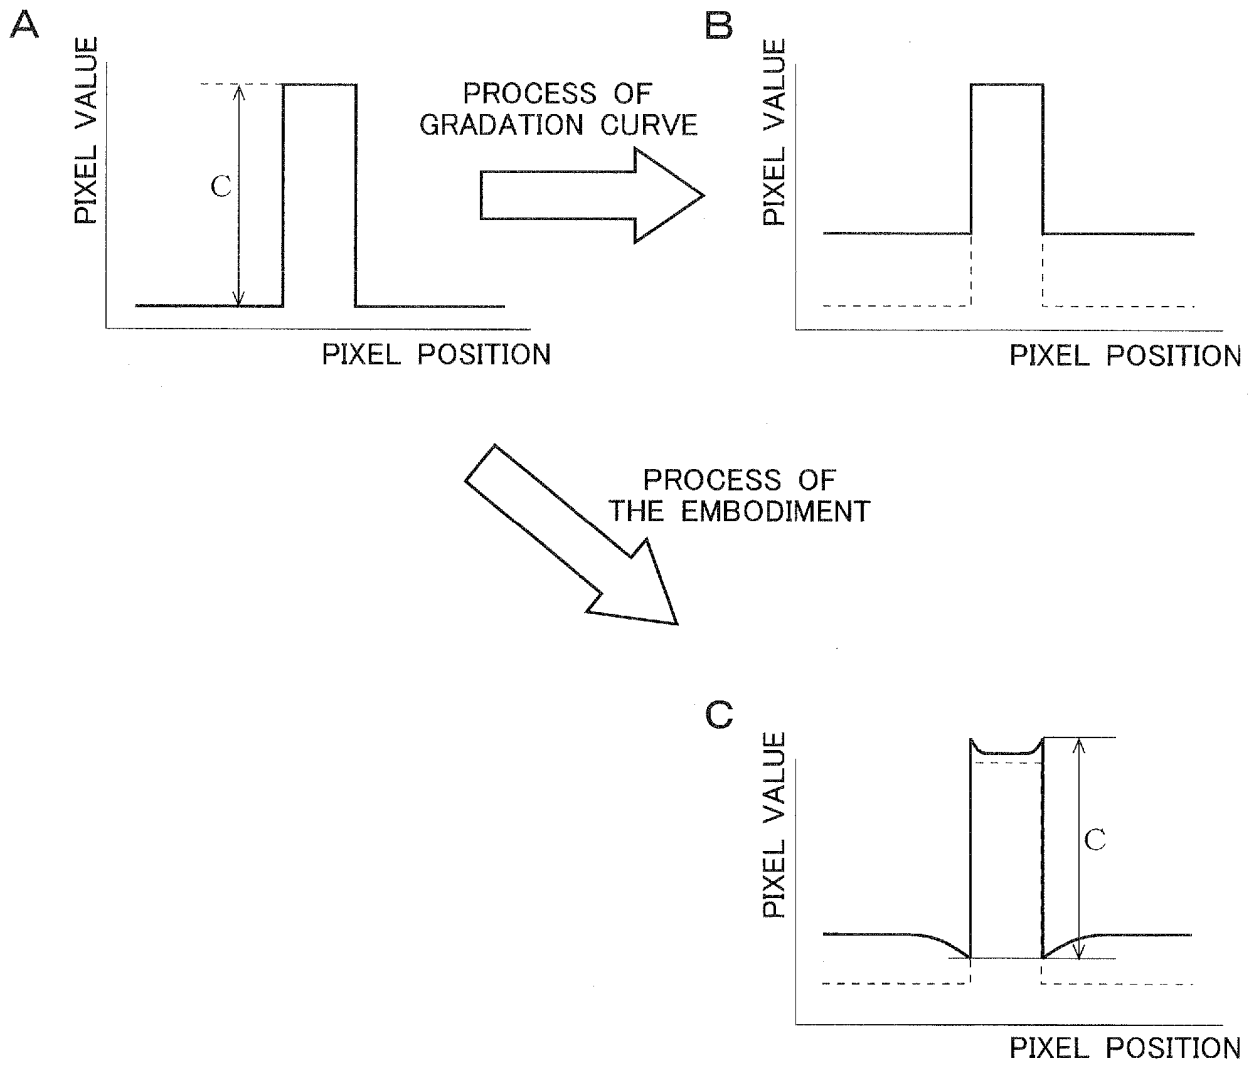 A
PIXEL VALUE
C
PIXEL POSITION
PROCESS OF
GRADATION CURVE
B
PIXEL VALUE
PIXEL POSITION
PROCESS OF
THE EMBODIMENT
C
PIXEL VALUE
C
PIXEL POSITION